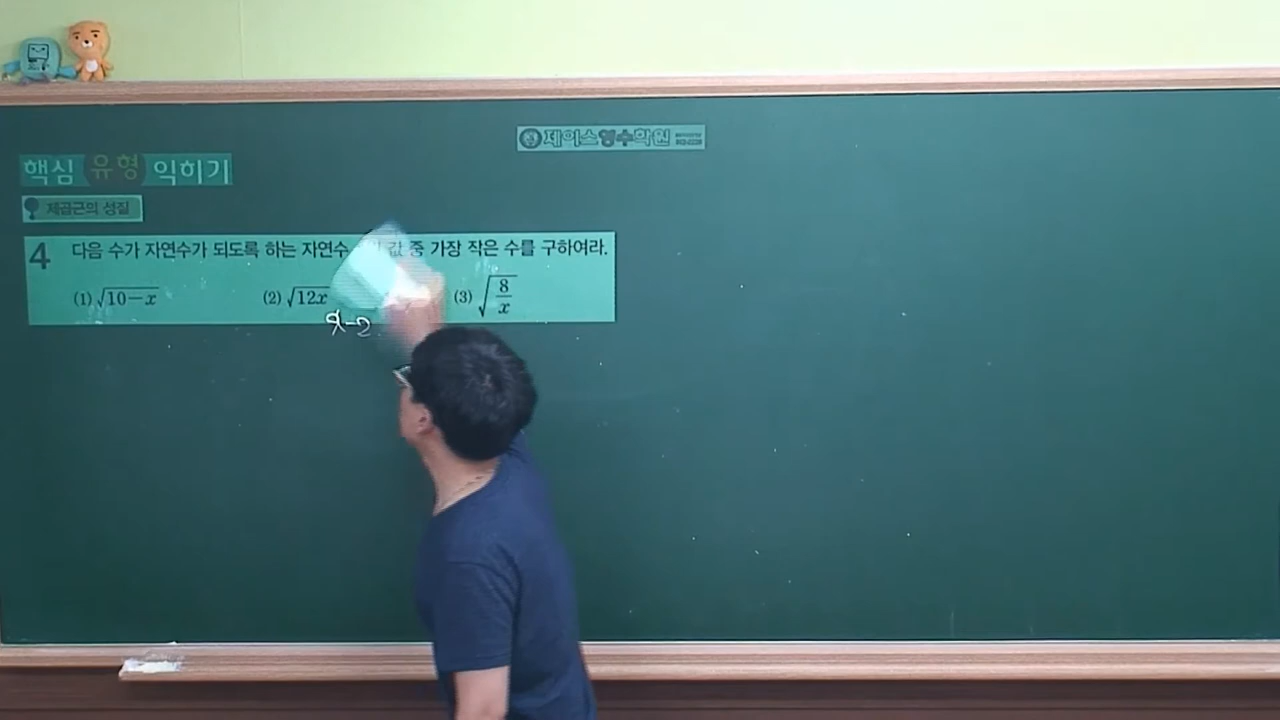 제이스영수학원
핵심 유형 익히기
제곱근의 성질
4 다음 수가 자연수가 되도록 하는 자연수 값 중 가장 작은 수를 구하여라.
(1) √(10−x) (2) √(12x) (3) √(8/x)